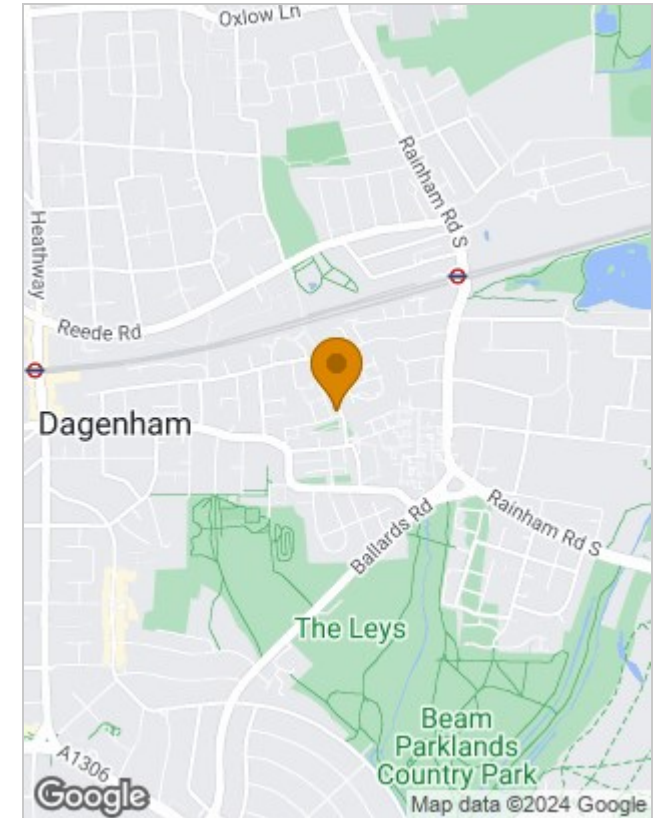 Oxlow Ln
Rainham Rd S
Heathway
Reede Rd
Dagenham
Rainham Rd S
Ballards Rd
The Leys
Beam
Parklands
Country Park
A1306
Google
Map data ©2024 Google